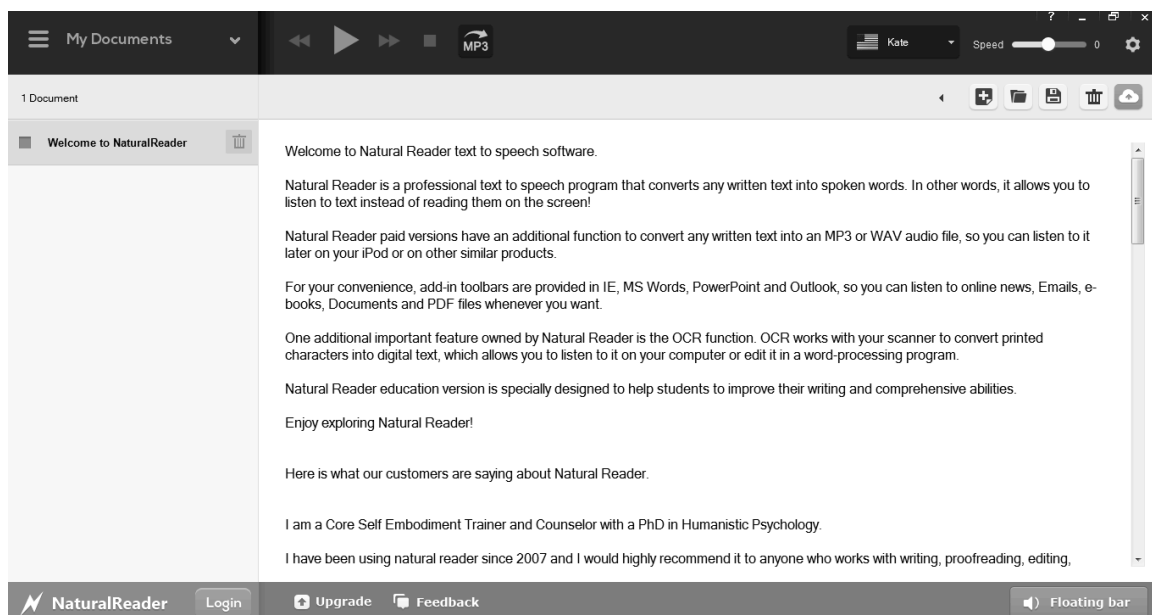 ? _ x
My Documents
MP3
Kate
Speed 0
1 Document
Welcome to NaturalReader
Welcome to Natural Reader text to speech software.
Natural Reader is a professional text to speech program that converts any written text into spoken words. In other words, it allows you to
listen to text instead of reading them on the screen!
Natural Reader paid versions have an additional function to convert any written text into an MP3 or WAV audio file, so you can listen to it
later on your iPod or on other similar products.
For your convenience, add-in toolbars are provided in IE, MS Words, PowerPoint and Outlook, so you can listen to online news, Emails, e-
books, Documents and PDF files whenever you want.
One additional important feature owned by Natural Reader is the OCR function. OCR works with your scanner to convert printed
characters into digital text, which allows you to listen to it on your computer or edit it in a word-processing program.
Natural Reader education version is specially designed to help students to improve their writing and comprehensive abilities.
Enjoy exploring Natural Reader!
Here is what our customers are saying about Natural Reader.
I am a Core Self Embodiment Trainer and Counselor with a PhD in Humanistic Psychology.
I have been using natural reader since 2007 and I would highly recommend it to anyone who works with writing, proofreading, editing,
NaturalReader
Login
Upgrade
Feedback
Floating bar